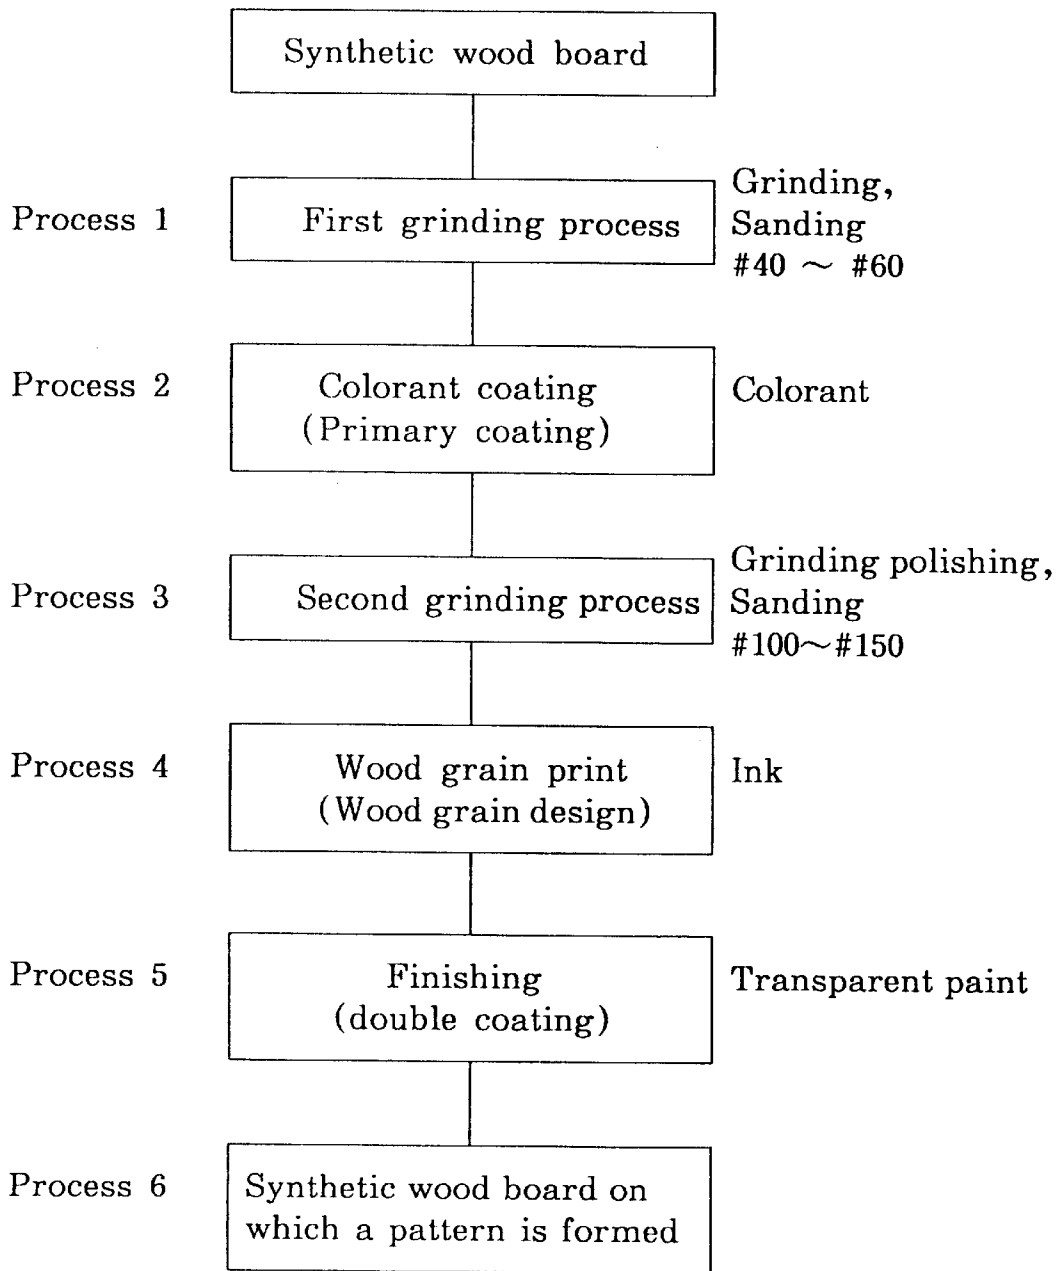 Synthetic wood board
Process 1
First grinding process
Grinding,
Sanding
#40 ～ #60
Process 2
Colorant coating
(Primary coating)
Colorant
Process 3
Second grinding process
Grinding polishing,
Sanding
#100～#150
Process 4
Wood grain print
(Wood grain design)
Ink
Process 5
Finishing
(double coating)
Transparent paint
Process 6
Synthetic wood board on
which a pattern is formed